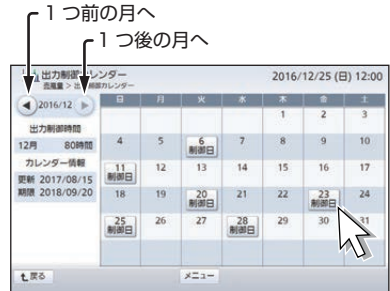 1つ前の月へ
1つ後の月へ
出力制御カレンダー
2016/12/25 (日) 12:00
2016/12
日 月 火 水 木 金 土
1 2 3
出力制御時間
12月 80時間
4 5 6 7 8 9 10
制御日
カレンダー情報
更新 2017/08/15
期限 2018/09/20
11 12 13 14 15 16 17
制御日
18 19 20 21 22 23 24
制御日 制御日
25 26 27 28 29 30 31
制御日 制御日
戻る
メニュー